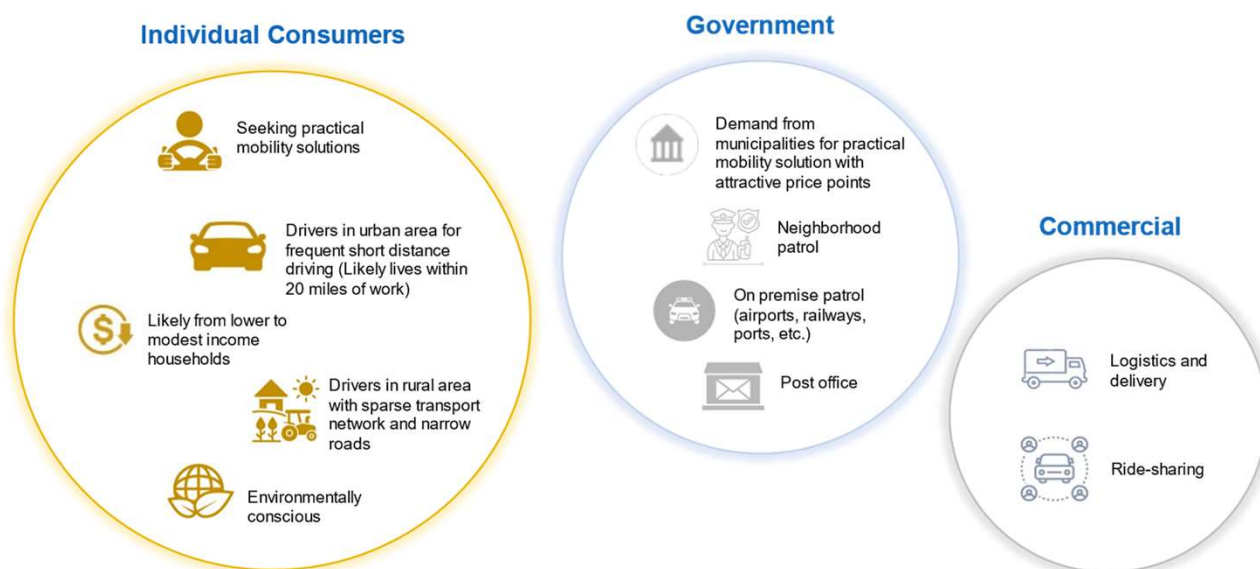 Individual Consumers
Seeking practical
mobility solutions
Drivers in urban area for
frequent short distance
driving (Likely lives within
20 miles of work)
Likely from lower to
modest income
households
Drivers in rural area
with sparse transport
network and narrow
roads
Environmentally
conscious
Government
Demand from
municipalities for practical
mobility solution with
attractive price points
Neighborhood
patrol
On premise patrol
(airports, railways,
ports, etc.)
Post office
Commercial
Logistics and
delivery
Ride-sharing